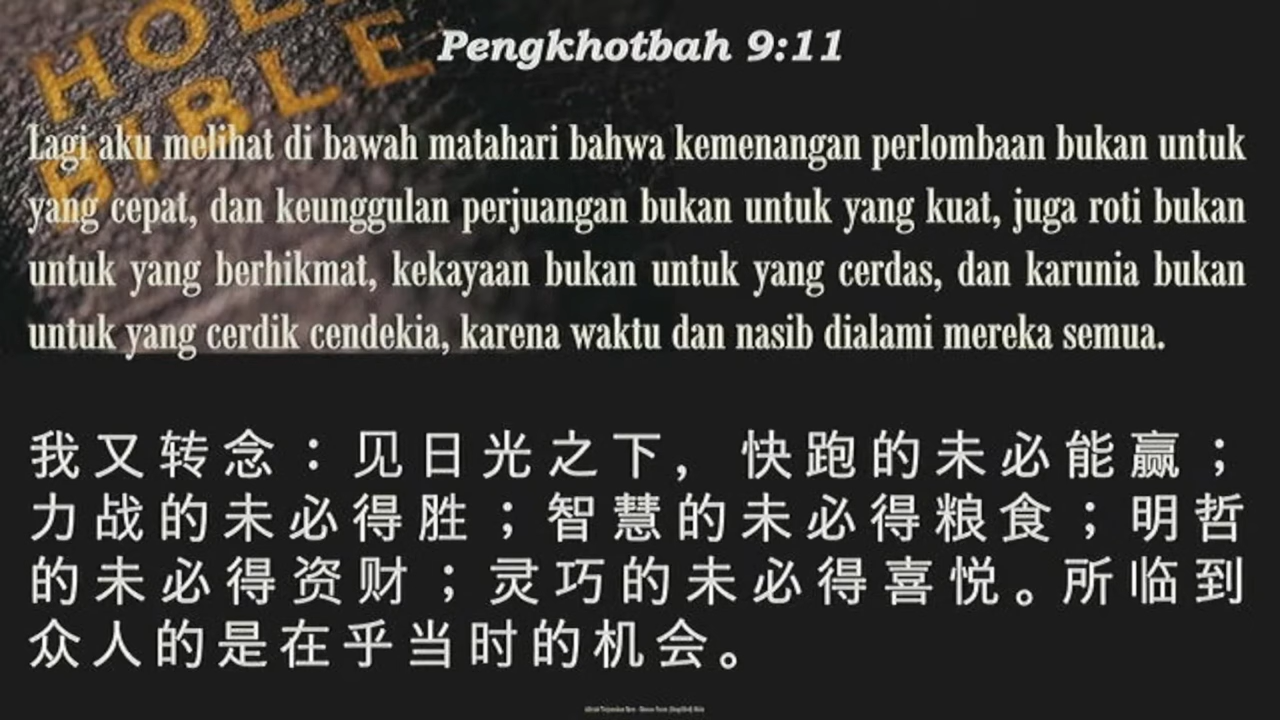 HOLY
BIBLE
Pengkhotbah 9:11
Lagi aku melihat di bawah matahari bahwa kemenangan perlombaan bukan untuk
yang cepat, dan keunggulan perjuangan bukan untuk yang kuat, juga roti bukan
untuk yang berhikmat, kekayaan bukan untuk yang cerdas, dan karunia bukan
untuk yang cerdik cendekia, karena waktu dan nasib dialami mereka semua.
我又转念：见日光之下，快跑的未必能赢；
力战的未必得胜；智慧的未必得粮食；明哲
的未必得资财；灵巧的未必得喜悦。所临到
众人的是在乎当时的机会。